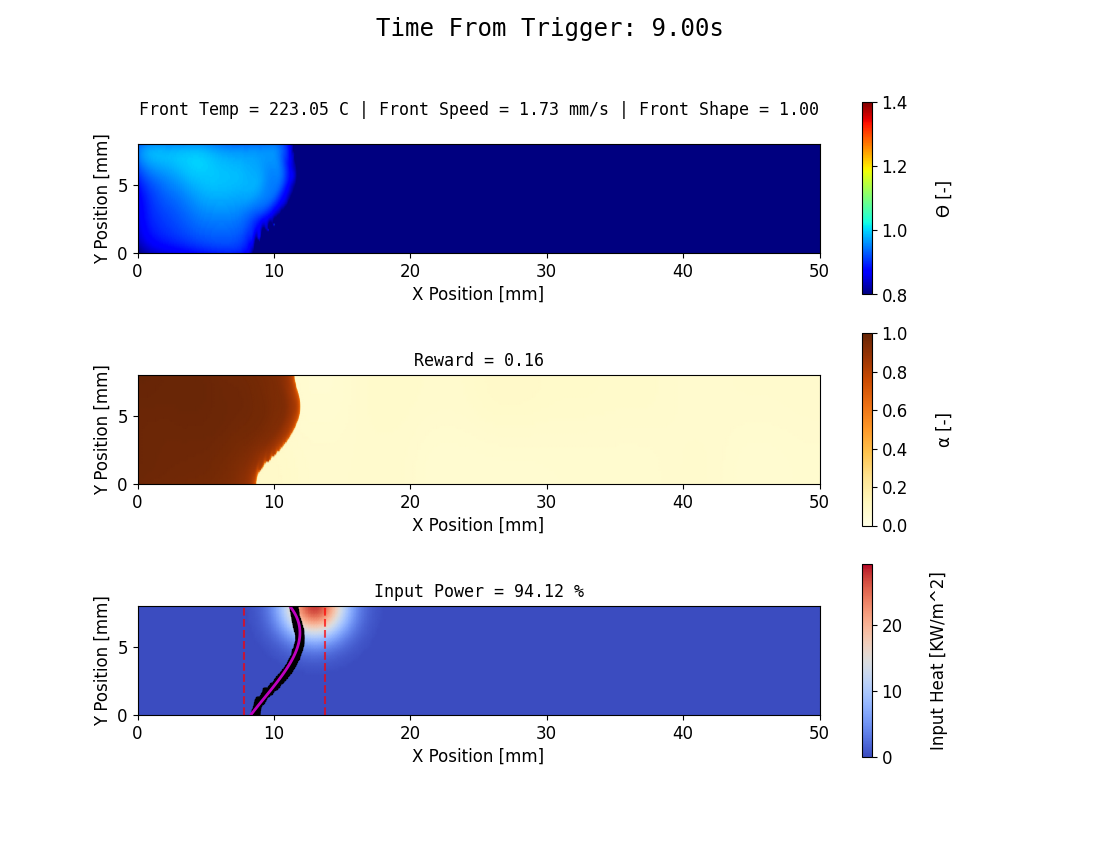 Time From Trigger: 9.00s
Front Temp = 223.05 C | Front Speed = 1.73 mm/s | Front Shape = 1.00
Y Position [mm]
5
0
0 10 20 30 40 50
X Position [mm]
1.4
1.2
1.0
0.8
Θ [-]
Reward = 0.16
Y Position [mm]
5
0
0 10 20 30 40 50
X Position [mm]
1.0
0.8
0.6
0.4
0.2
0.0
α [-]
Input Power = 94.12 %
Y Position [mm]
5
0
0 10 20 30 40 50
X Position [mm]
20
10
0
Input Heat [KW/m^2]